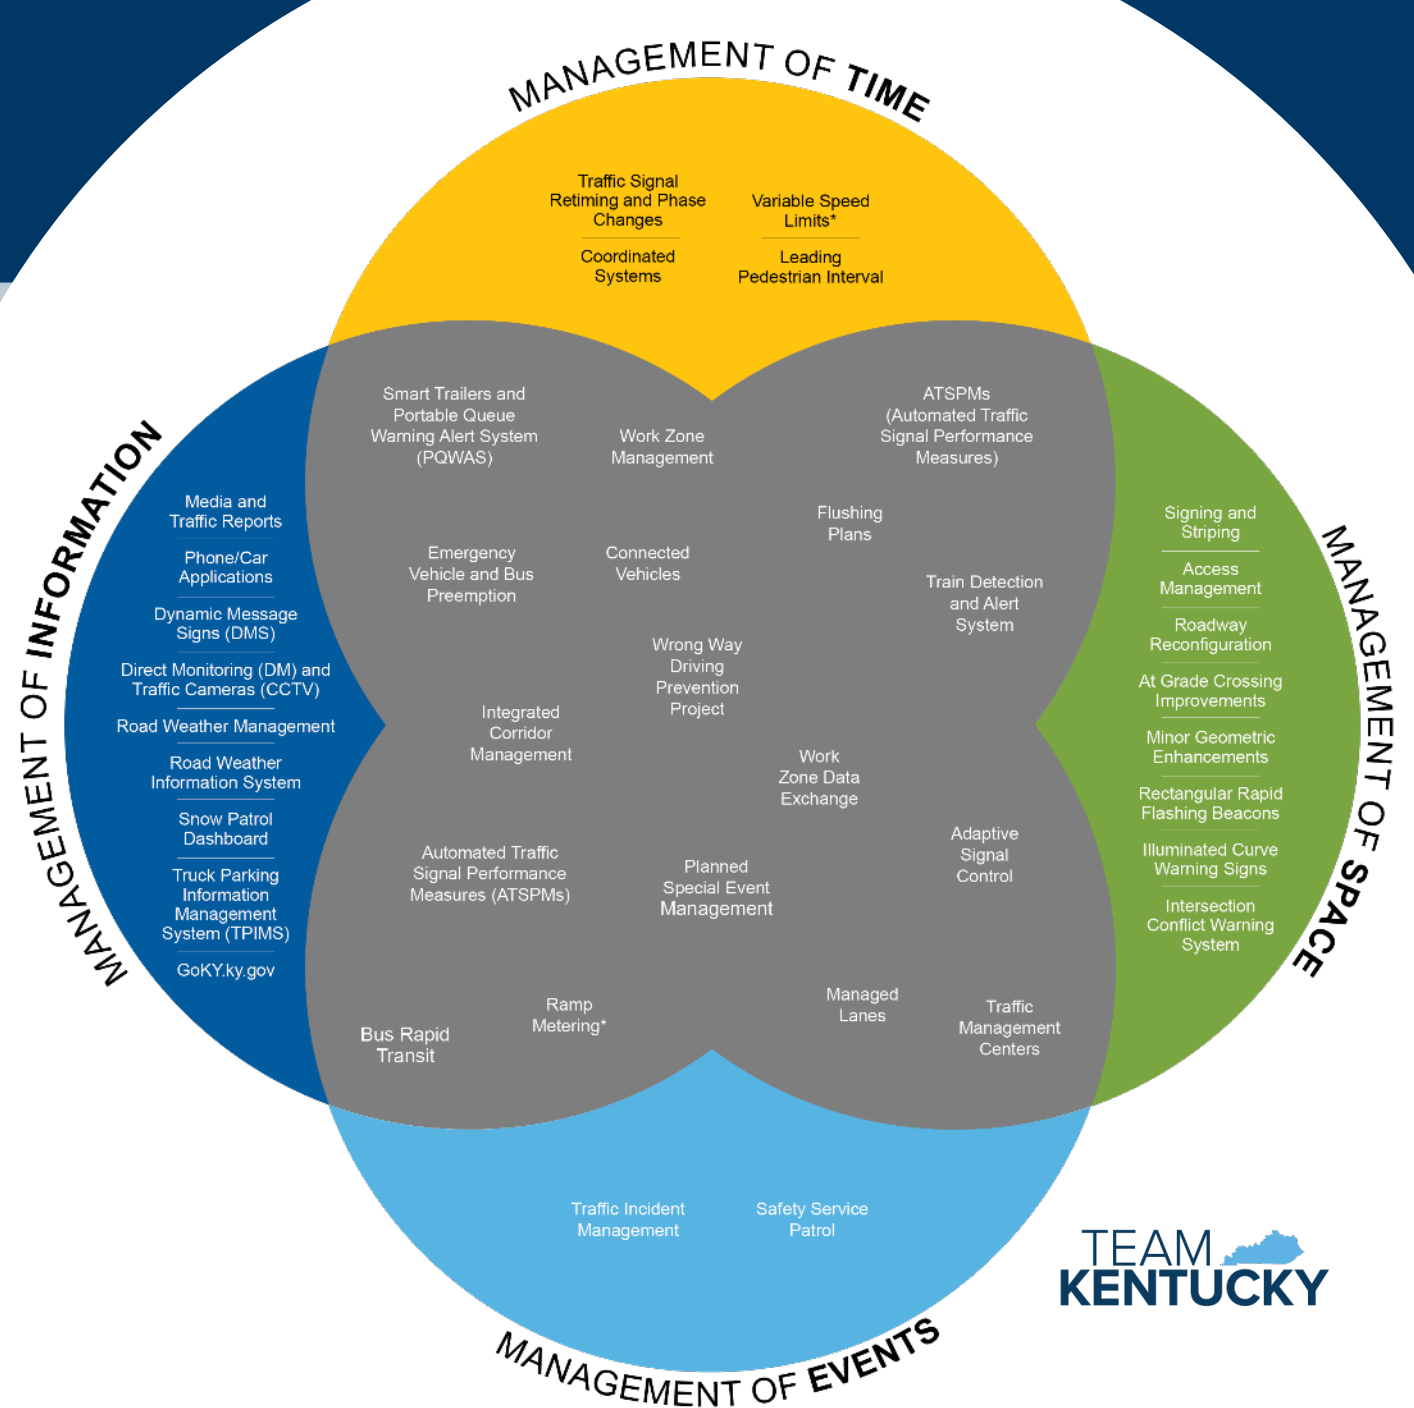 MANAGEMENT OF TIME
Traffic Signal
Retiming and Phase
Changes
Coordinated
Systems
Variable Speed
Limits*
Leading
Pedestrian Interval
MANAGEMENT OF INFORMATION
Media and
Traffic Reports
Phone/Car
Applications
Dynamic Message
Signs (DMS)
Direct Monitoring (DM) and
Traffic Cameras (CCTV)
Road Weather Management
Road Weather
Information System
Snow Patrol
Dashboard
Truck Parking
Information
Management
System (TPIMS)
GoKY.ky.gov
Smart Trailers and
Portable Queue
Warning Alert System
(PQWAS)
Work Zone
Management
ATSPMs
(Automated Traffic
Signal Performance
Measures)
Flushing
Plans
Emergency
Vehicle and Bus
Preemption
Connected
Vehicles
Train Detection
and Alert
System
Wrong Way
Driving
Prevention
Project
Integrated
Corridor
Management
Work
Zone Data
Exchange
Adaptive
Signal
Control
Automated Traffic
Signal Performance
Measures (ATSPMs)
Planned
Special Event
Management
Managed
Lanes
Traffic
Management
Centers
Ramp
Metering*
Bus Rapid
Transit
MANAGEMENT OF SPACE
Signing and
Striping
Access
Management
Roadway
Reconfiguration
At Grade Crossing
Improvements
Minor Geometric
Enhancements
Rectangular Rapid
Flashing Beacons
Illuminated Curve
Warning Signs
Intersection
Conflict Warning
System
Traffic Incident
Management
Safety Service
Patrol
MANAGEMENT OF EVENTS
TEAM
KENTUCKY